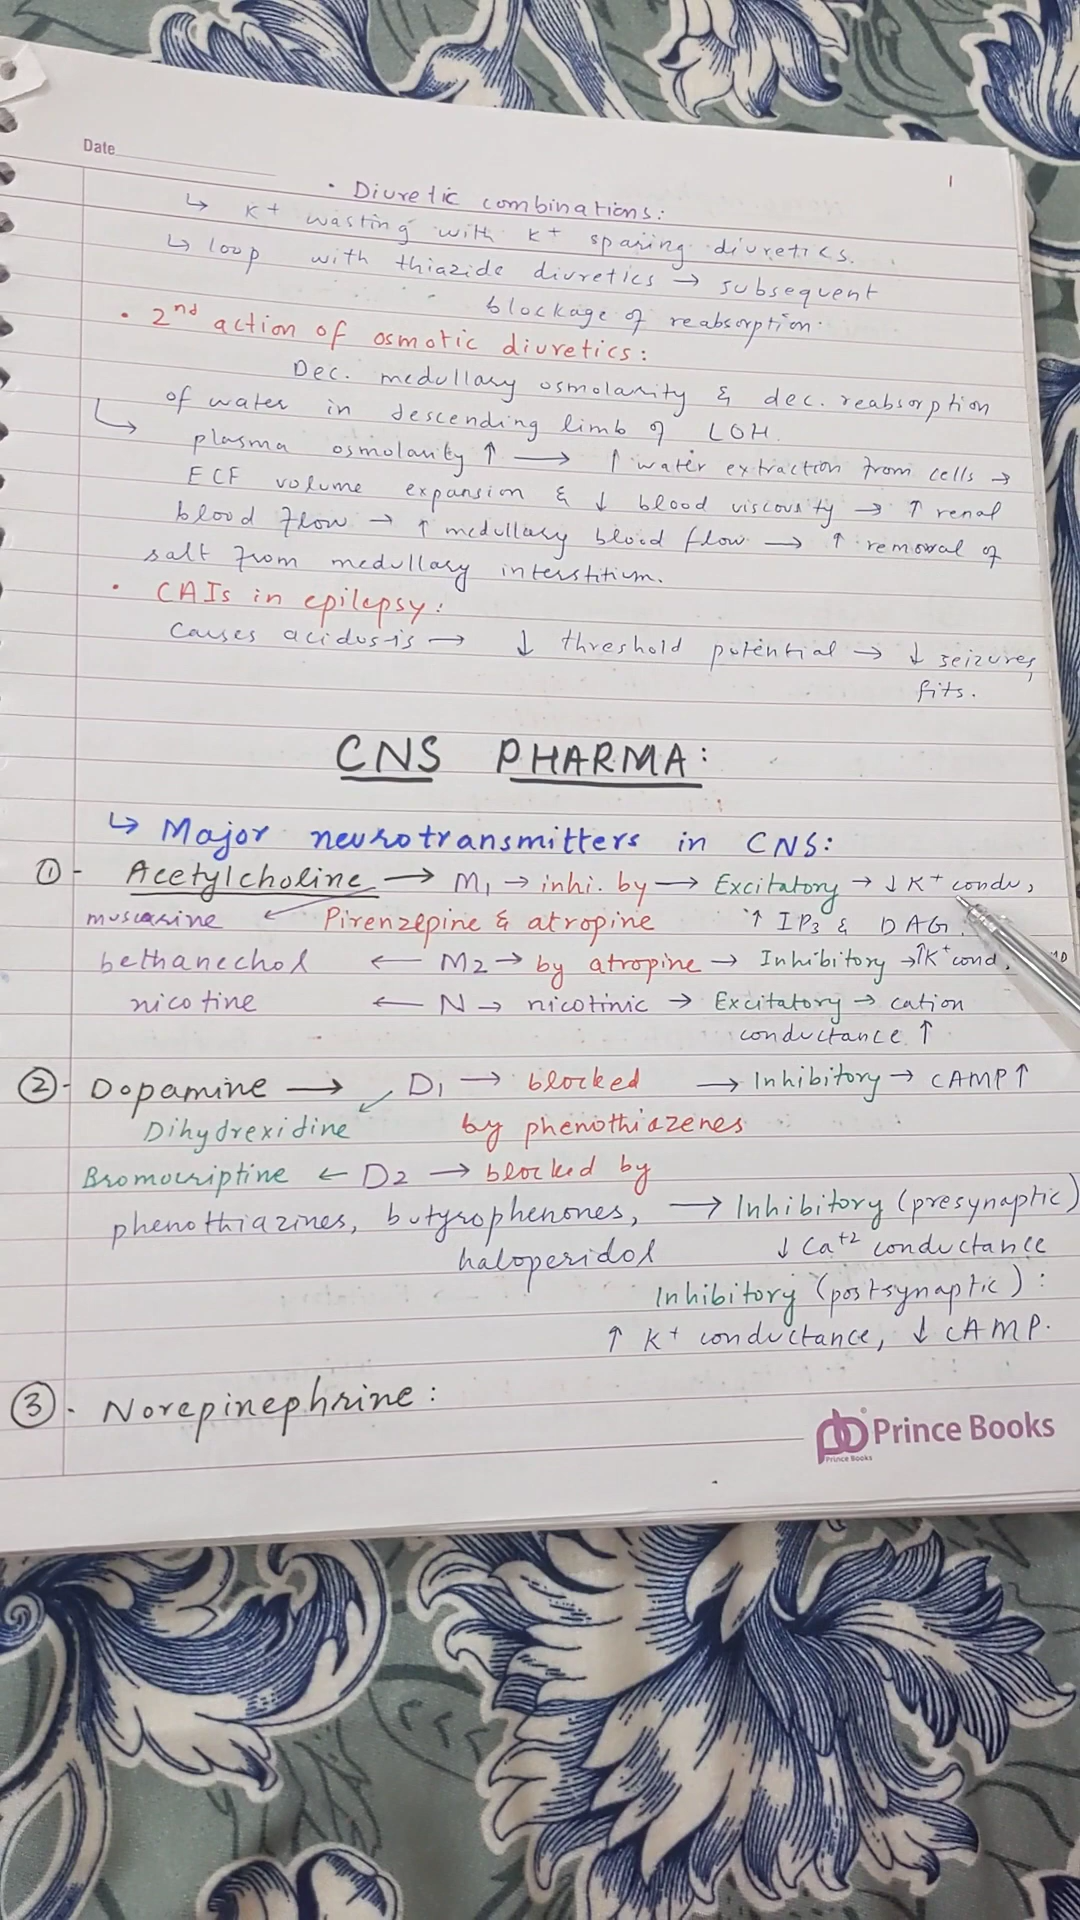 Date
1
• Diuretic combinations:
↳ K+ wasting with K+ sparing diuretics.
↳ loop with thiazide diuretics → subsequent
blockage of reabsorption.
• 2nd action of osmotic diuretics:
Dec. medullary osmolarity & dec. reabsorption
of water in descending limb of LOH.
↳ plasma osmolarity ↑ → ↑ water extraction from cells →
ECF volume expansion & ↓ blood viscosity → ↑ renal
blood flow → ↑ medullary blood flow → ↑ removal of
salt from medullary interstitium.
• CAIs in epilepsy:
Causes acidosis → ↓ threshold potential → ↓ seizures,
fits.
CNS PHARMA:
↳ Major neurotransmitters in CNS:
①- Acetylcholine → M1 → inhi. by → Excitatory → ↓ K+ condu,
muscarine ← Pirenzepine & atropine ↑ IP3 & DAG.
bethanechol ← M2 → by atropine → Inhibitory → ↑K+ cond.
nicotine ← N → nicotinic → Excitatory → cation
conductance ↑
②- Dopamine → D1 → blocked → Inhibitory → cAMP ↑
Dihydrexidine by phenothiazenes
Bromocriptine ← D2 → blocked by
phenothiazines, butyrophenones, → Inhibitory (presynaptic)
haloperidol ↓ Ca+2 conductance
Inhibitory (postsynaptic):
↑ K+ conductance, ↓ cAMP.
③- Norepinephrine:
Prince Books
Prince Books